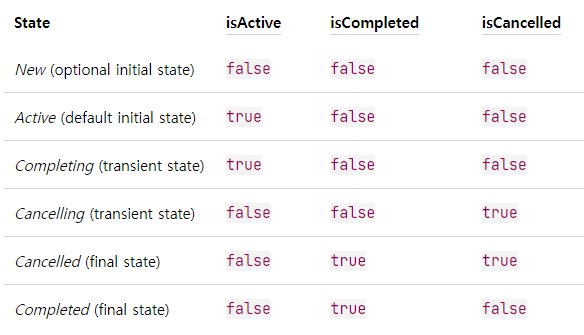 State isActive isCompleted isCancelled
New (optional initial state) false false false
Active (default initial state) true false false
Completing (transient state) true false false
Cancelling (transient state) false false true
Cancelled (final state) false true true
Completed (final state) false true false